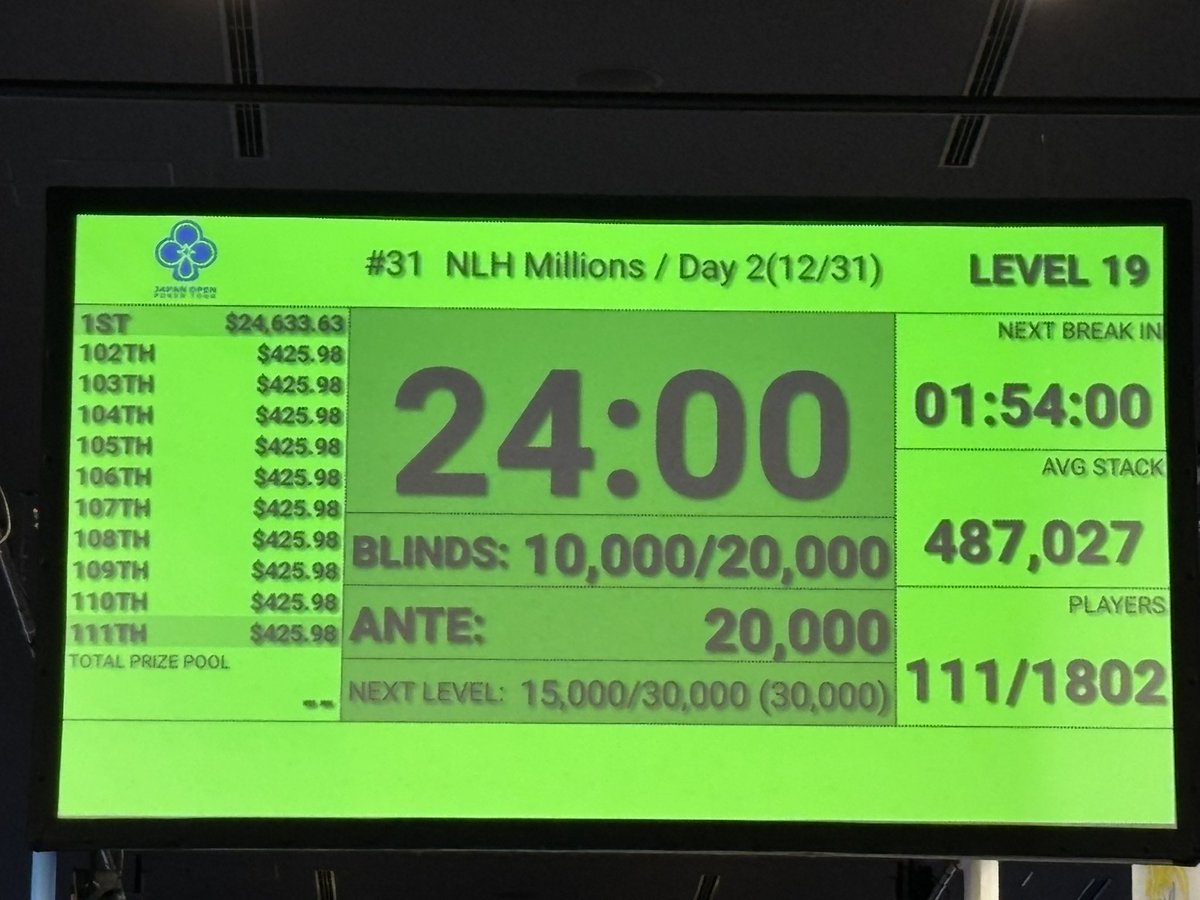 JAPAN OPEN
POKER TOUR
#31 NLH Millions / Day 2(12/31)
LEVEL 19
1ST $24,633.63
102TH $425.98
103TH $425.98
104TH $425.98
105TH $425.98
106TH $425.98
107TH $425.98
108TH $425.98
109TH $425.98
110TH $425.98
111TH $425.98
TOTAL PRIZE POOL
--
24:00
BLINDS: 10,000/20,000
ANTE: 20,000
NEXT LEVEL: 15,000/30,000 (30,000)
NEXT BREAK IN
01:54:00
AVG STACK
487,027
PLAYERS
111/1802